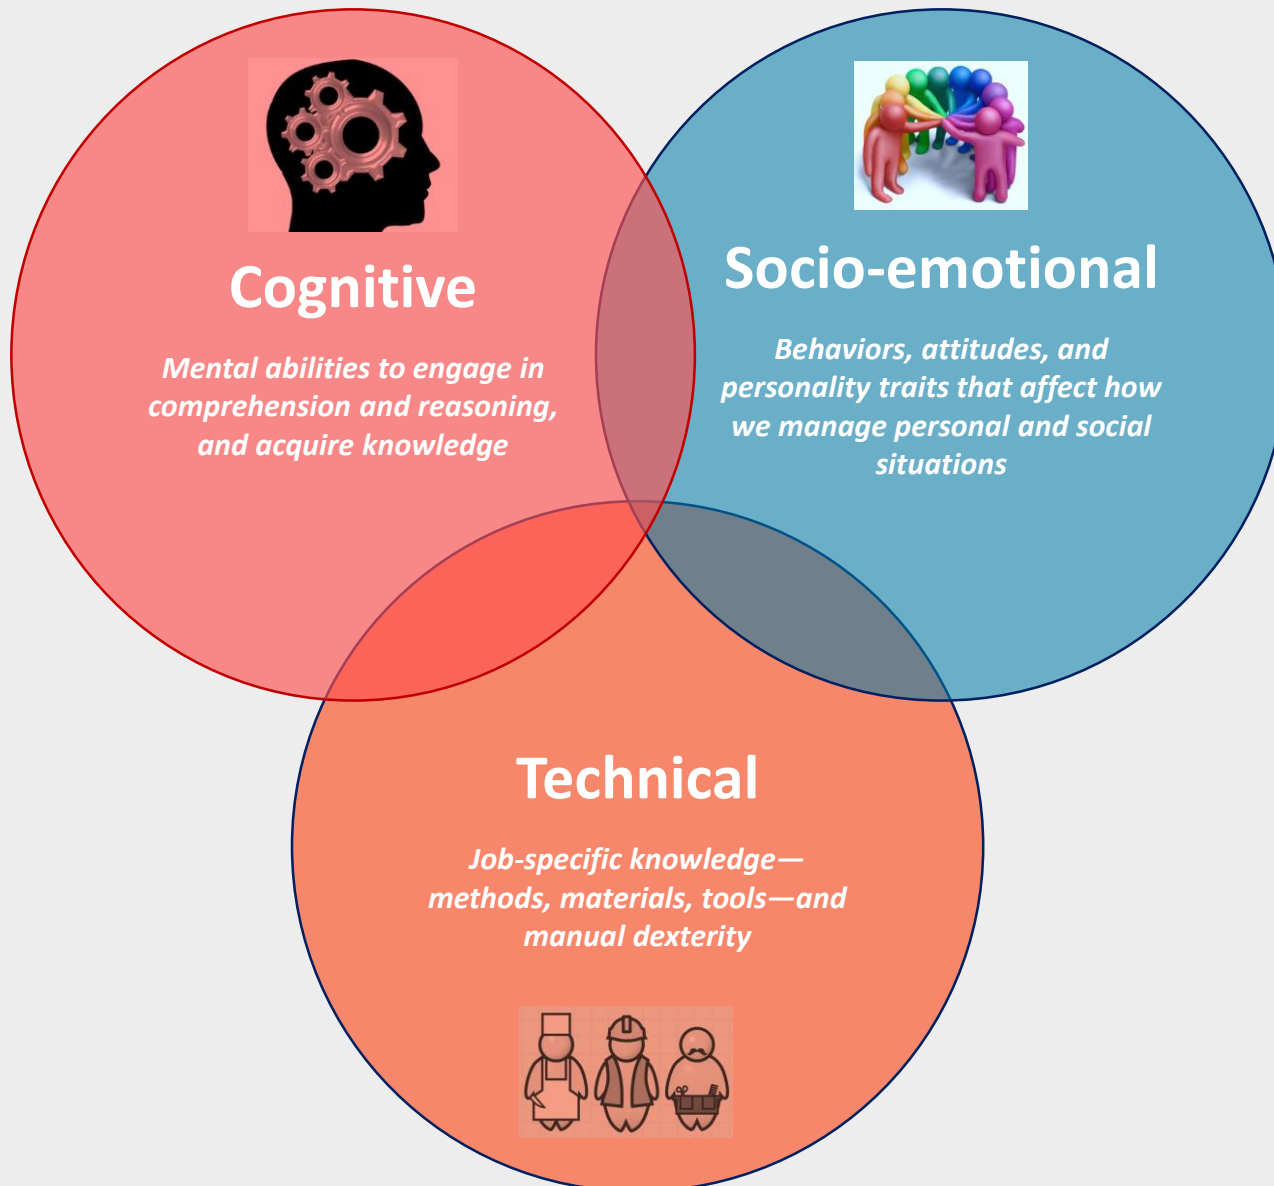 Cognitive
Mental abilities to engage in
comprehension and reasoning,
and acquire knowledge
Socio-emotional
Behaviors, attitudes, and
personality traits that affect how
we manage personal and social
situations
Technical
Job-specific knowledge—
methods, materials, tools—and
manual dexterity